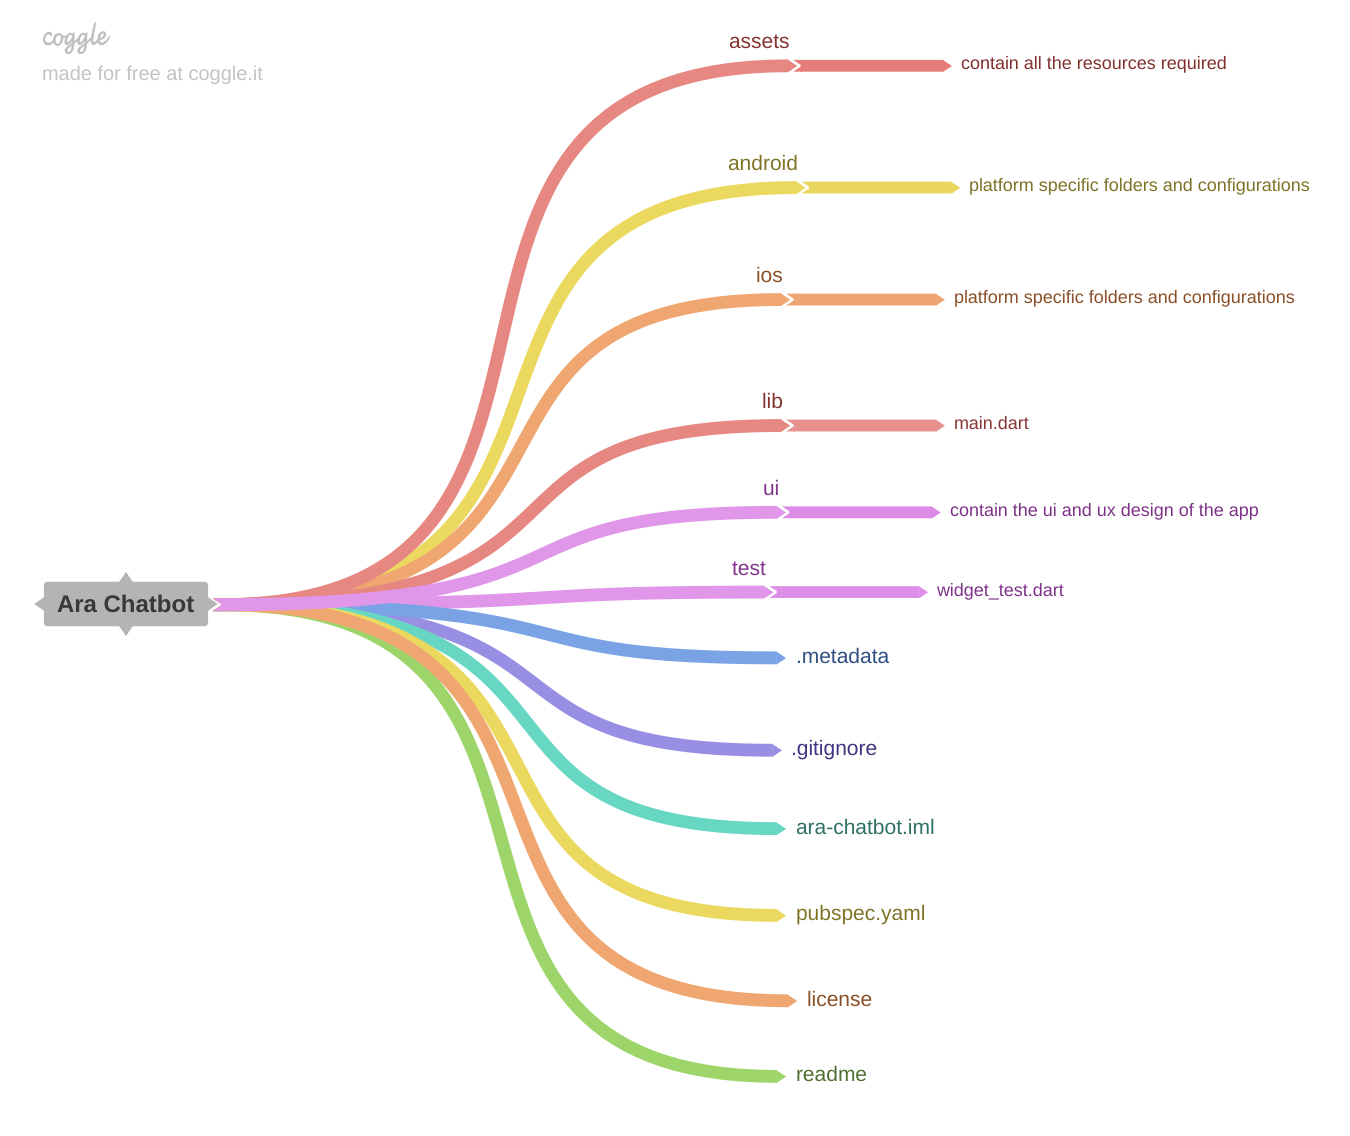 coggle
made for free at coggle.it
assets
contain all the resources required
android
platform specific folders and configurations
ios
platform specific folders and configurations
lib
main.dart
ui
contain the ui and ux design of the app
test
widget_test.dart
Ara Chatbot
.metadata
.gitignore
ara-chatbot.iml
pubspec.yaml
license
readme